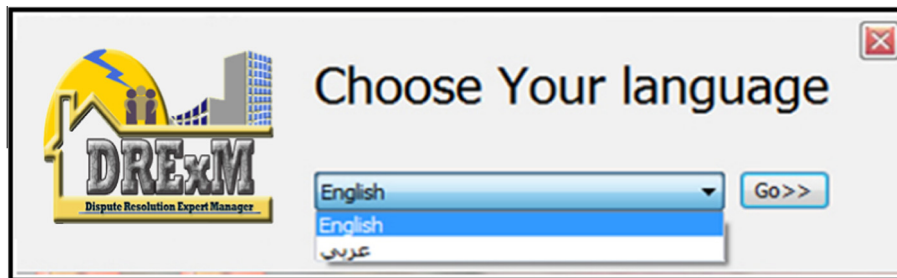 Choose Your language
DRExM
Dispute Resolution Expert Manager
English
Go>>
English
عربي